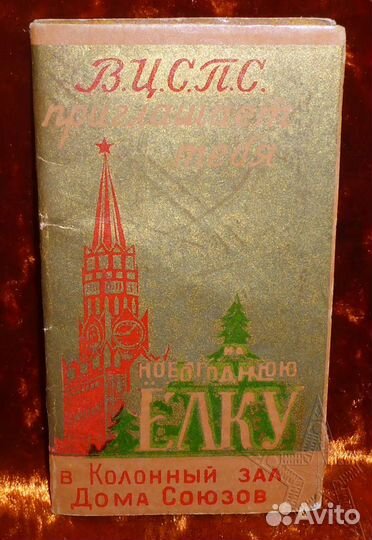 В.Ц.С.П.С.
приглашает
тебя
на
новогоднюю
ЁЛКУ
в Колонный зал
Дома Союзов
Avito